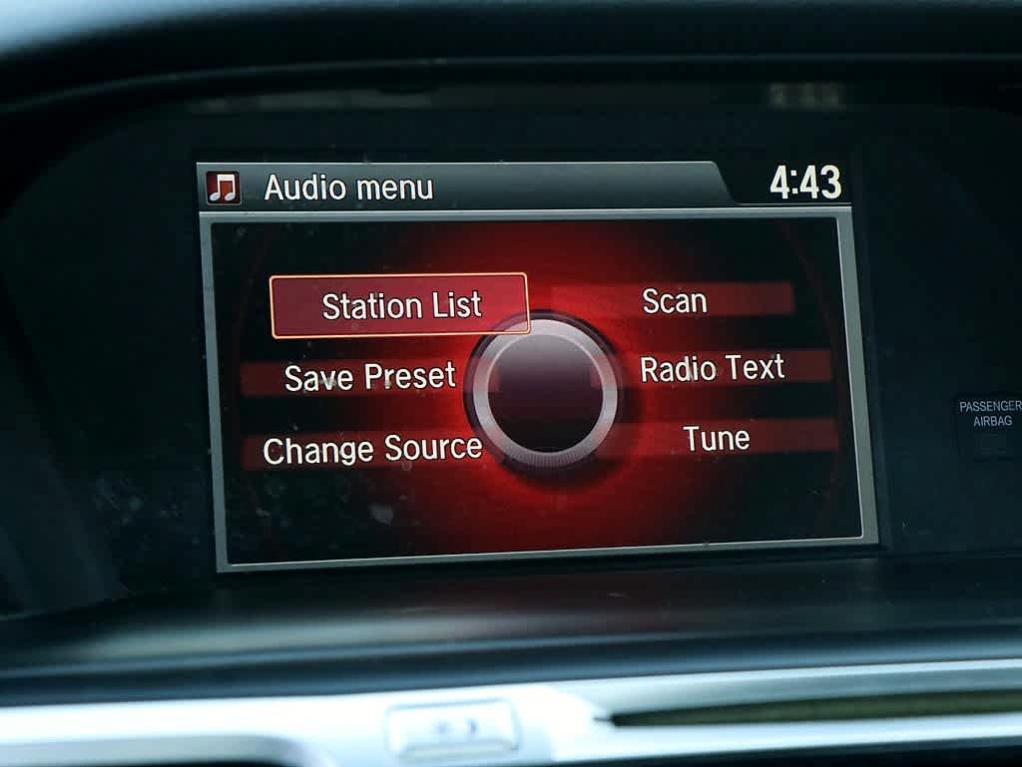 Audio menu
4:43
Station List
Scan
Save Preset
Radio Text
Change Source
Tune
PASSENGER
AIRBAG